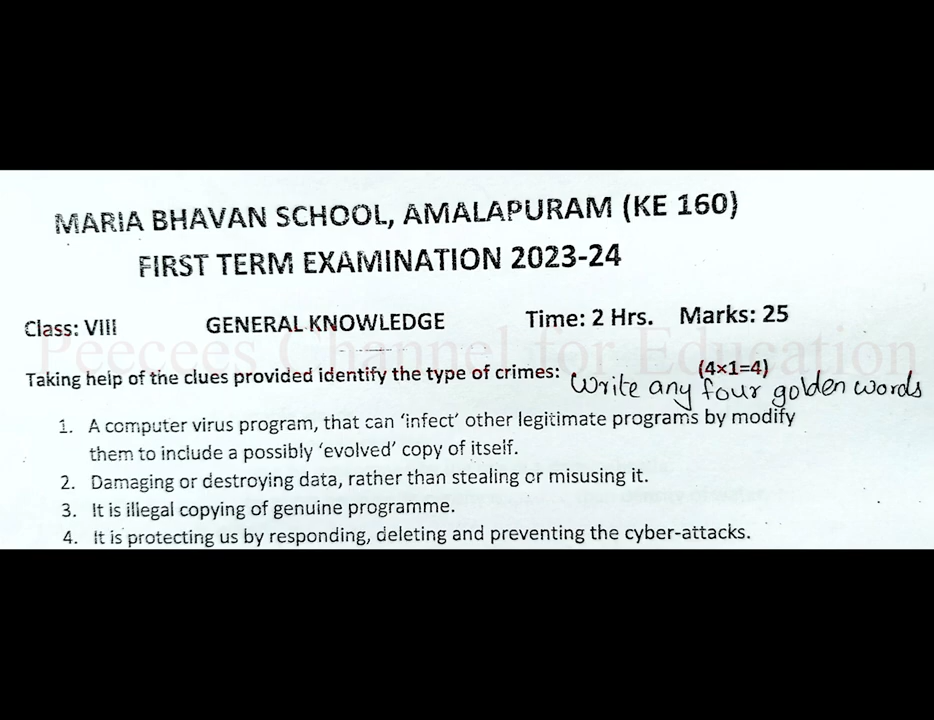 MARIA BHAVAN SCHOOL, AMALAPURAM (KE 160)
FIRST TERM EXAMINATION 2023-24
Class: VIII GENERAL KNOWLEDGE Time: 2 Hrs. Marks: 25
Peecees Channel for Education
Taking help of the clues provided identify the type of crimes: (4×1=4)
Write any four golden words
1. A computer virus program, that can ‘infect’ other legitimate programs by modify
them to include a possibly ‘evolved’ copy of itself.
2. Damaging or destroying data, rather than stealing or misusing it.
3. It is illegal copying of genuine programme.
4. It is protecting us by responding, deleting and preventing the cyber-attacks.